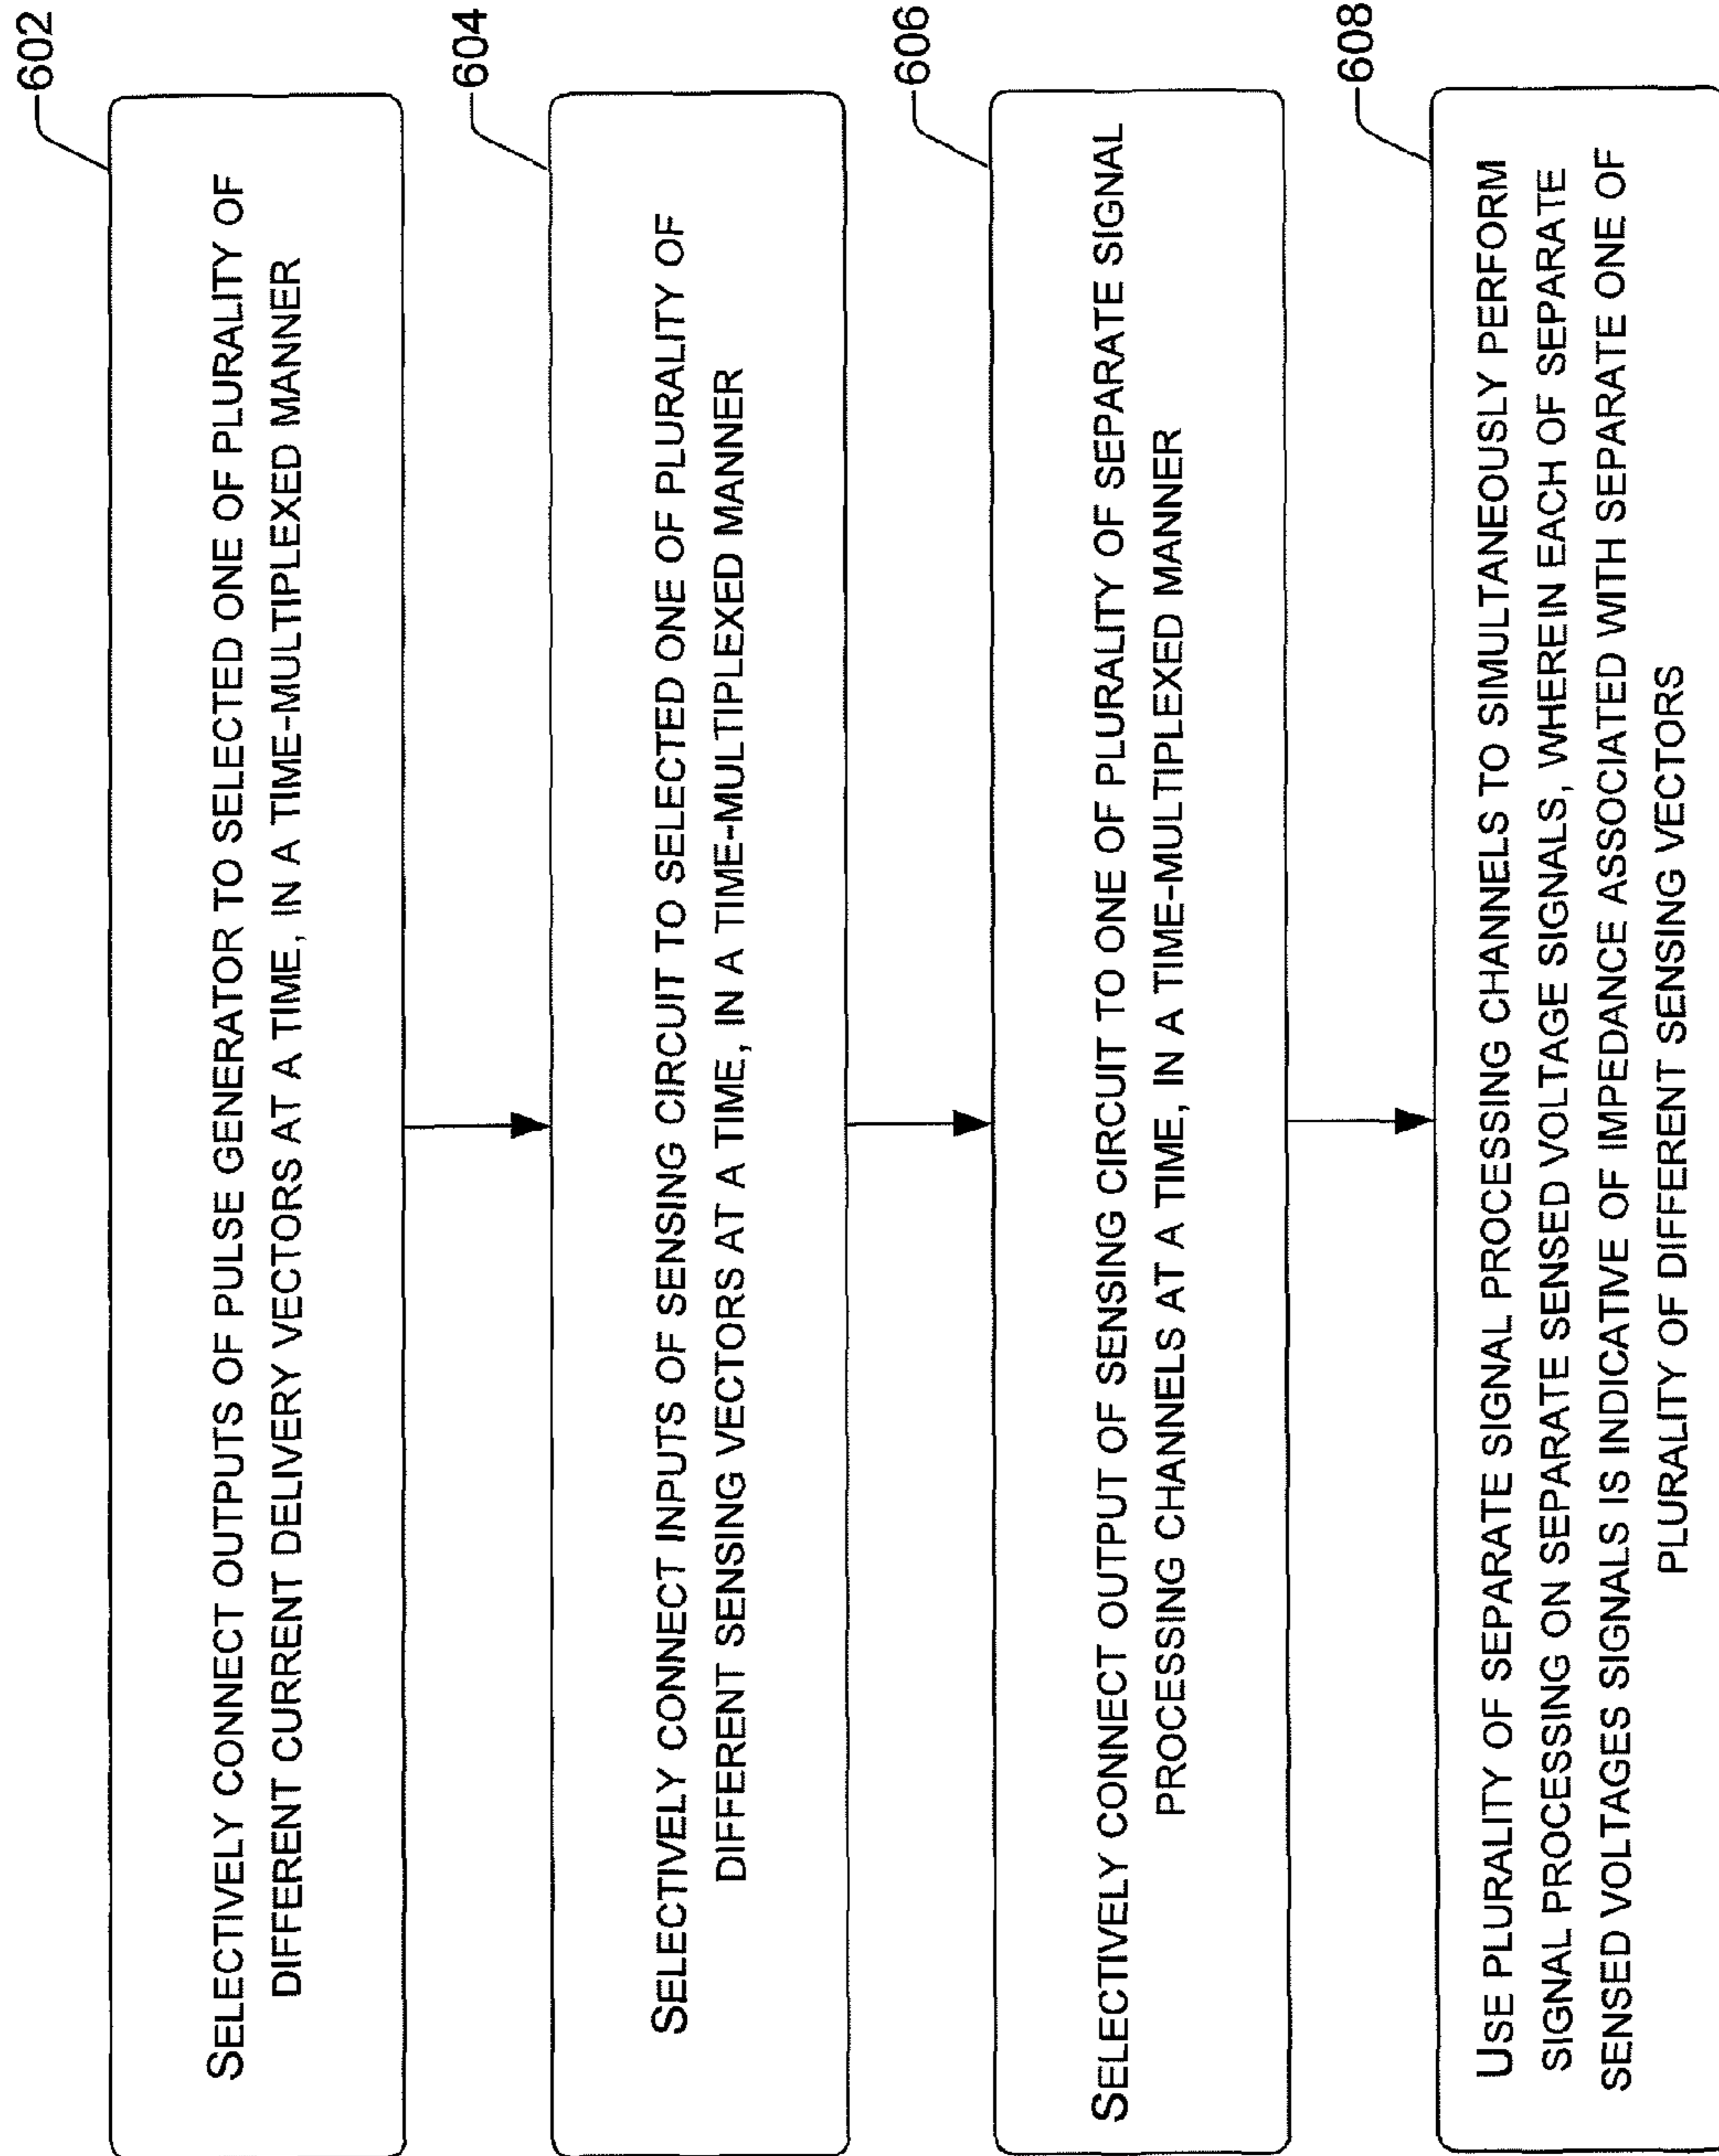 602
SELECTIVELY CONNECT OUTPUTS OF PULSE GENERATOR TO SELECTED ONE OF PLURALITY OF
DIFFERENT CURRENT DELIVERY VECTORS AT A TIME, IN A TIME-MULTIPLEXED MANNER
604
SELECTIVELY CONNECT INPUTS OF SENSING CIRCUIT TO SELECTED ONE OF PLURALITY OF
DIFFERENT SENSING VECTORS AT A TIME, IN A TIME-MULTIPLEXED MANNER
606
SELECTIVELY CONNECT OUTPUT OF SENSING CIRCUIT TO ONE OF PLURALITY OF SEPARATE SIGNAL
PROCESSING CHANNELS AT A TIME, IN A TIME-MULTIPLEXED MANNER
608
USE PLURALITY OF SEPARATE SIGNAL PROCESSING CHANNELS TO SIMULTANEOUSLY PERFORM
SIGNAL PROCESSING ON SEPARATE SENSED VOLTAGE SIGNALS, WHEREIN EACH OF SEPARATE
SENSED VOLTAGES SIGNALS IS INDICATIVE OF IMPEDANCE ASSOCIATED WITH SEPARATE ONE OF
PLURALITY OF DIFFERENT SENSING VECTORS